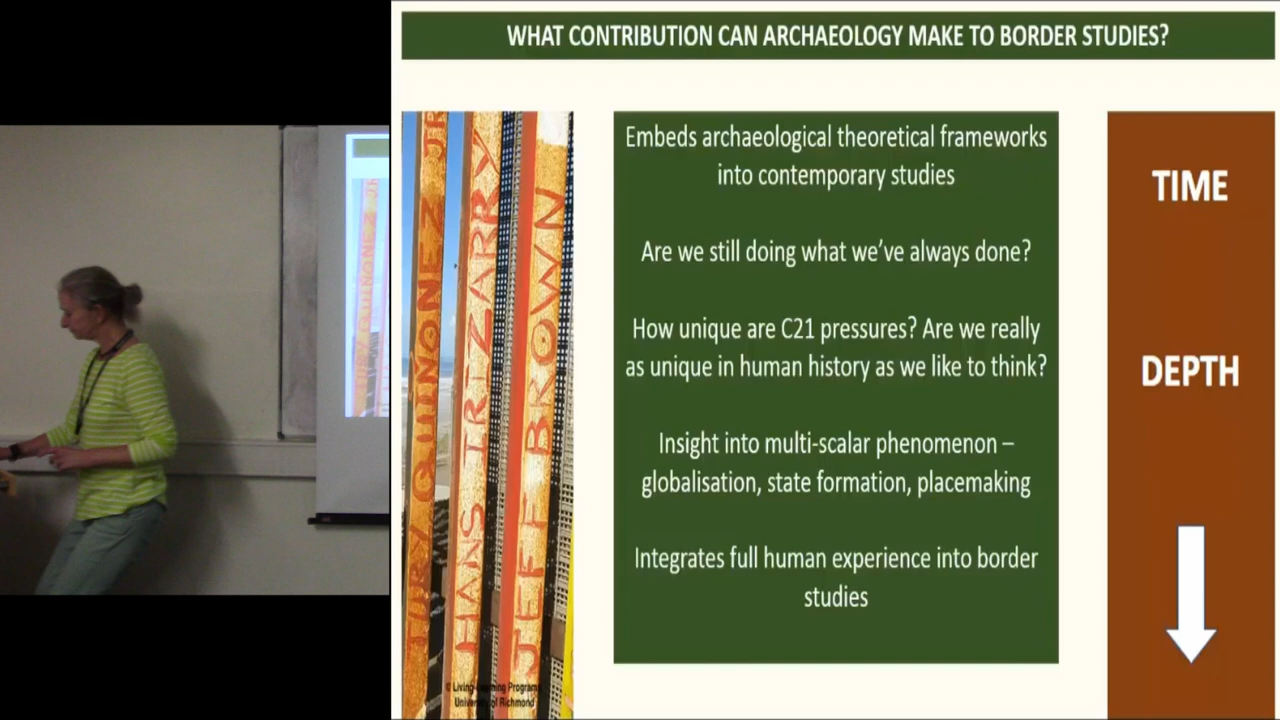 WHAT CONTRIBUTION CAN ARCHAEOLOGY MAKE TO BORDER STUDIES?
QUINONEZ JR
HANS IRIZARRY
JEFF BROWN
© Living-Learning Programs
University of Richmond
Embeds archaeological theoretical frameworks
into contemporary studies
Are we still doing what we’ve always done?
How unique are C21 pressures? Are we really
as unique in human history as we like to think?
Insight into multi-scalar phenomenon –
globalisation, state formation, placemaking
Integrates full human experience into border
studies
TIME
DEPTH